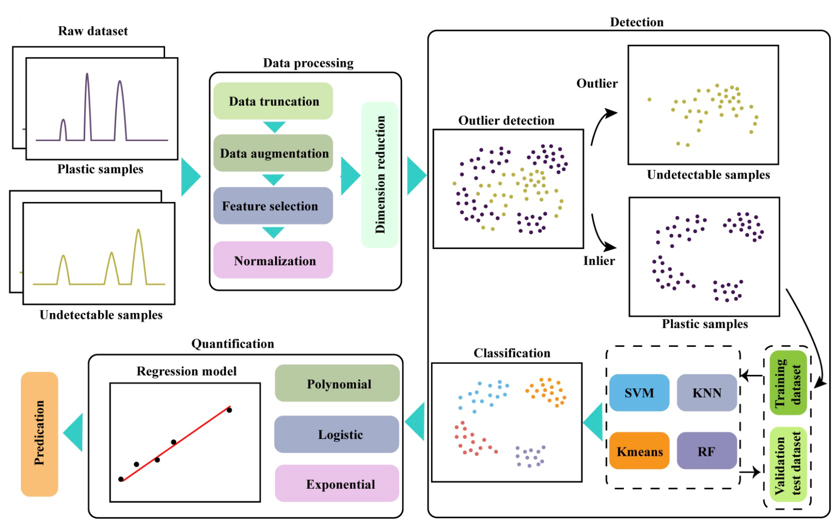 Detection
Raw dataset
Plastic samples
Undetectable samples
Data processing
Data truncation
Data augmentation
Feature selection
Normalization
Dimension reduction
Outlier detection
Outlier
Undetectable samples
Inlier
Plastic samples
Training
dataset
Validation
test dataset
SVM
KNN
Kmeans
RF
Classification
Quantification
Polynomial
Logistic
Exponential
Regression model
Predication